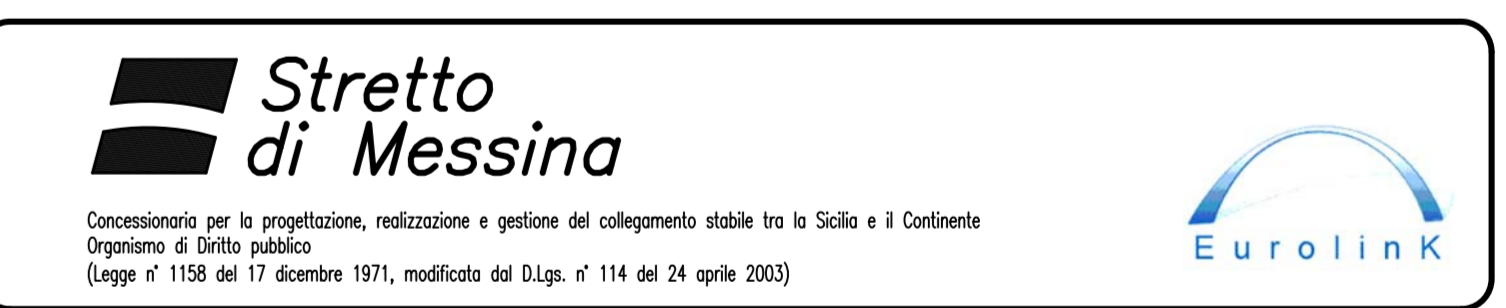 Stretto
di Messina
Concessionaria per la progettazione, realizzazione e gestione del collegamento stabile tra la Sicilia e il Continente
Organismo di Diritto pubblico
(Legge n° 1158 del 17 dicembre 1971, modificata dal D.Lgs. n° 114 del 24 aprile 2003)
EurolinK